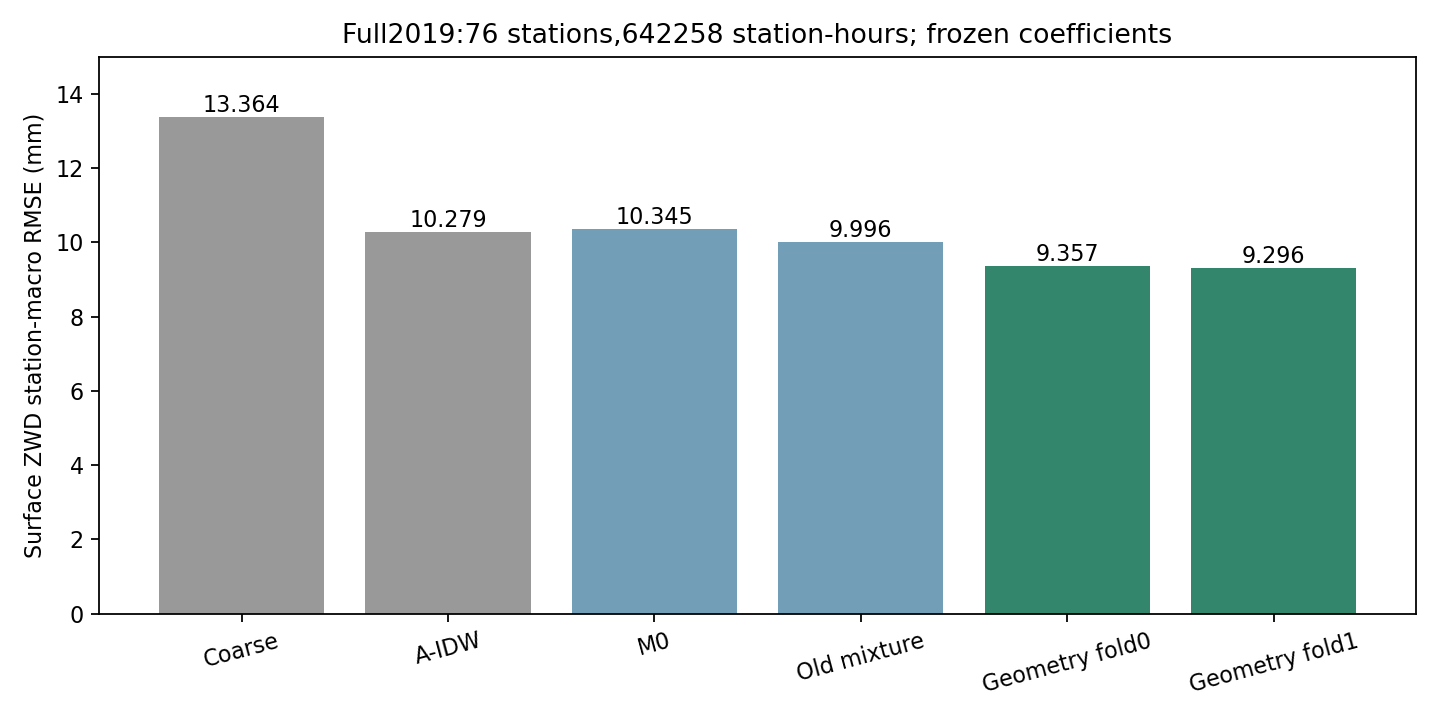 Full2019:76 stations,642258 station-hours; frozen coefficients
Surface ZWD station-macro RMSE (mm)
14
12
10
8
6
4
2
0
13.364
10.279
10.345
9.996
9.357
9.296
Coarse
A-IDW
M0
Old mixture
Geometry fold0
Geometry fold1